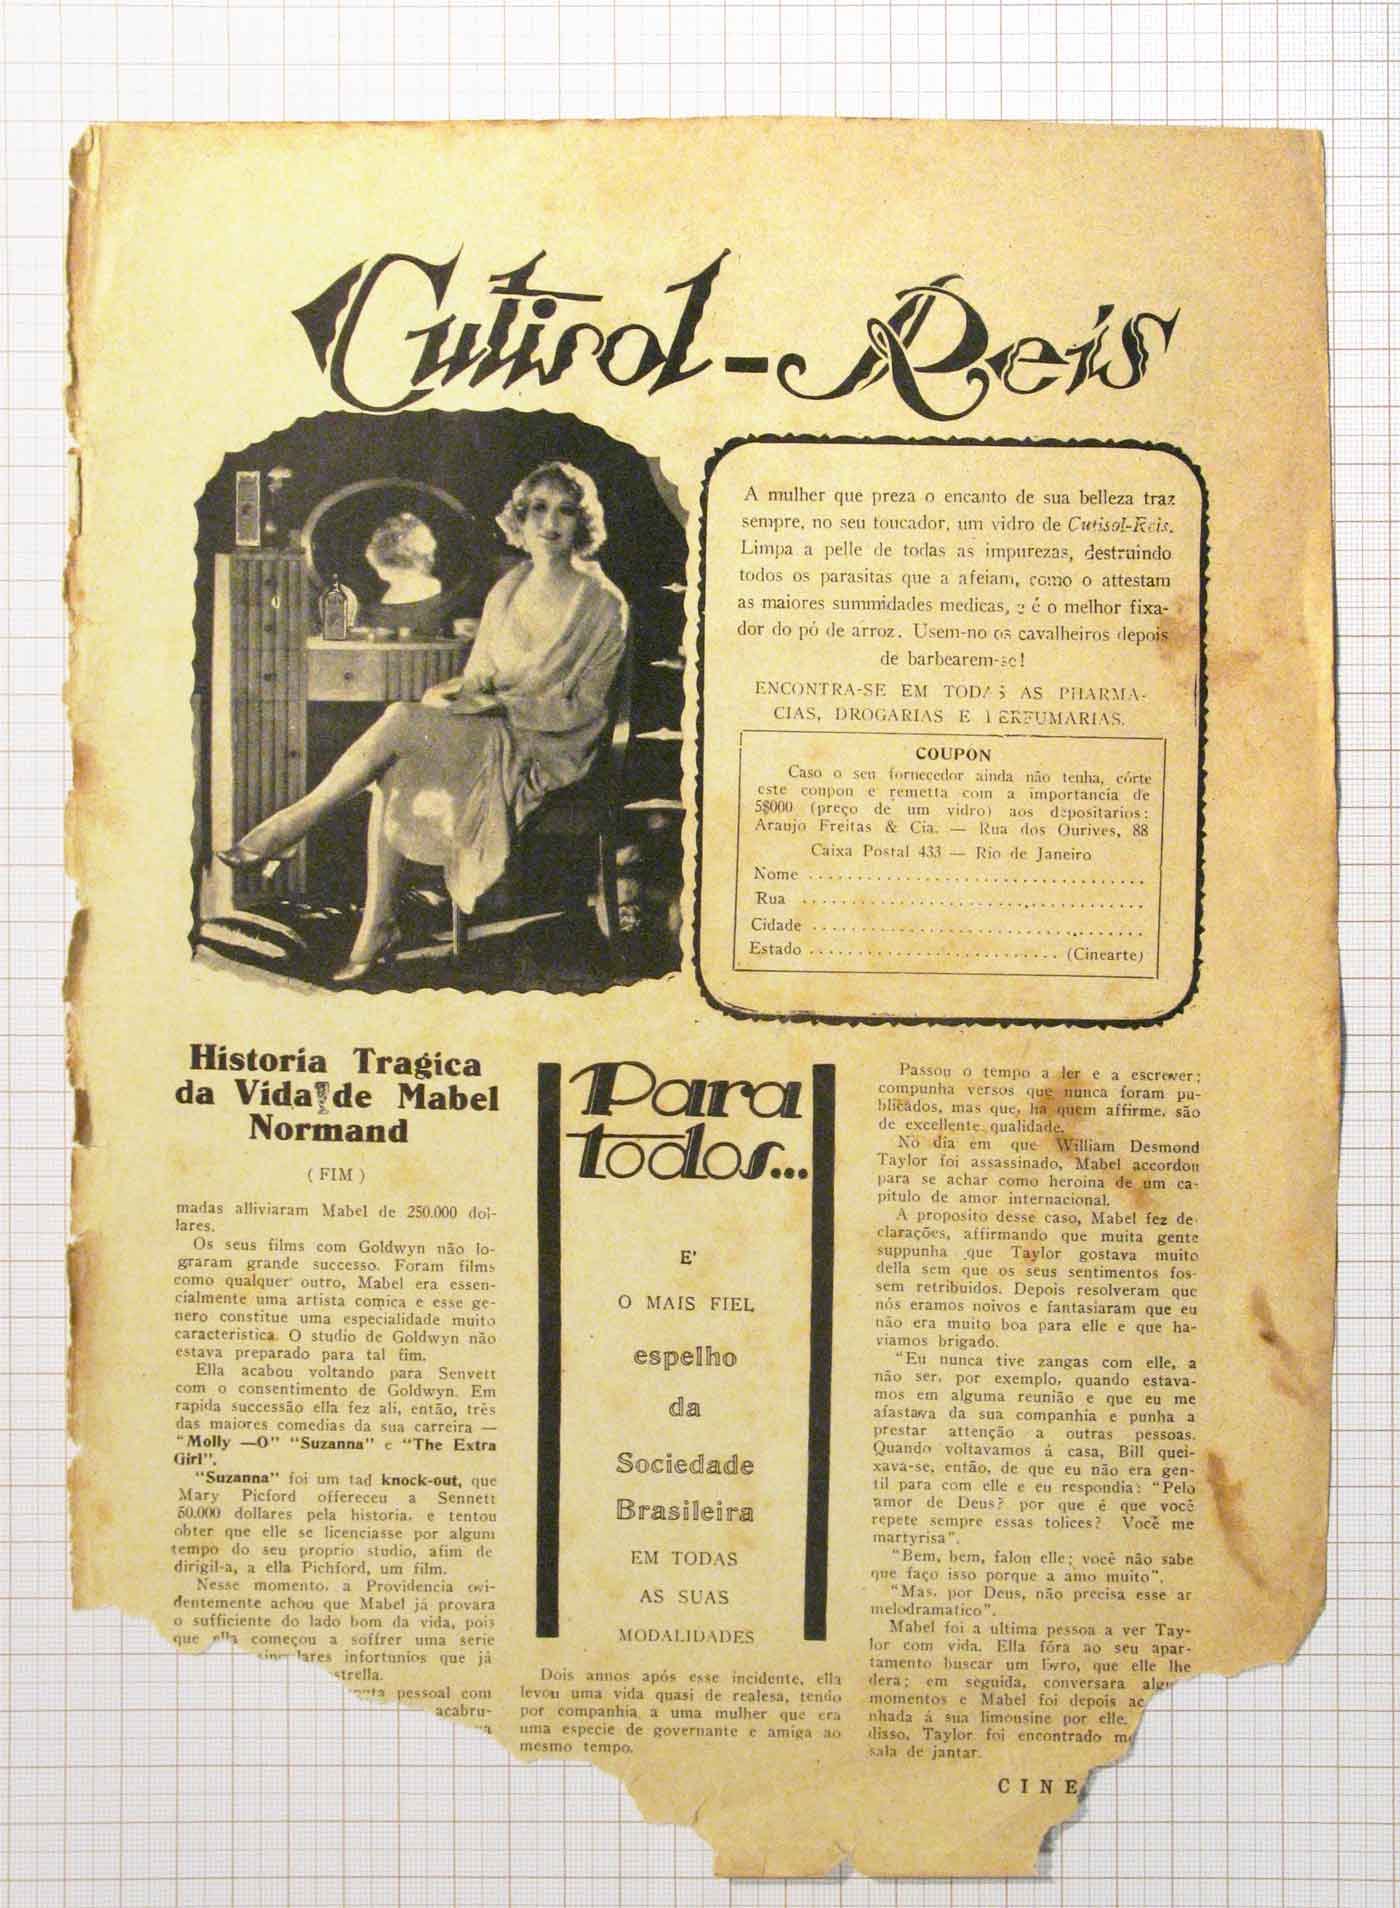 Cutisol-Reis
A mulher que preza o encanto de sua belleza traz
sempre, no seu toucador, um vidro de Cutisol-Reis.
Limpa a pelle de todas as impurezas, destruindo
todos os parasitas que a afeiam, como o attestam
as maiores summidades medicas, e é o melhor fixa-
dor do pó de arroz. Usem-no os cavalheiros depois
de barbearem-se!
ENCONTRA-SE EM TODAS AS PHARMA-
CIAS, DROGARIAS E PERFUMARIAS.
COUPON
Caso o seu fornecedor ainda não tenha, córte
este coupon e remetta com a importancia de
5$000 (preço de um vidro) aos depositarios:
Araujo Freitas & Cia. — Rua dos Ourives, 88
Caixa Postal 433 — Rio de Janeiro
Nome
Rua
Cidade
Estado (Cinearte)
Historia Tragica
da Vida de Mabel
Normand
(FIM)
madas alliviaram Mabel de 250.000 dol-
lares.
Os seus films com Goldwyn não lo-
graram grande successo. Foram films
como qualquer outro, Mabel era essen-
cialmente uma artista comica e esse ge-
nero constitue uma especialidade muito
caracteristica. O studio de Goldwyn não
estava preparado para tal fim.
Ella acabou voltando para Senvett
com o consentimento de Goldwyn. Em
rapida successão ella fez ali, então, três
das maiores comedias da sua carreira —
"Molly —O" "Suzanna" e "The Extra
Girl".
"Suzanna" foi um tad knock-out, que
Mary Picford offereceu a Sennett
50.000 dollares pela historia, e tentou
obter que elle se licenciasse por algum
tempo do seu proprio studio, afim de
dirigil-a, a ella Pichford, um film.
Nesse momento, a Providencia evi-
dentemente achou que Mabel já provara
o sufficiente do lado bom da vida, pois
que ella começou a soffrer uma serie
lares infortunios que já
strella.
pessoal com
acabru-
Para
todos...
E'
O MAIS FIEL
espelho
da
Sociedade
Brasileira
EM TODAS
AS SUAS
MODALIDADES
Dois annos após esse incidente, ella
levou uma vida quasi de realesa, tendo
por companhia a uma mulher que era
uma especie de governante e amiga ao
mesmo tempo.
Passou o tempo a ler e a escrever;
compunha versos que nunca foram pu-
blicados, mas que, ha quem affirme, são
de excellente qualidade.
No dia em que William Desmond
Taylor foi assassinado, Mabel accordou
para se achar como heroina de um ca-
pitulo de amor internacional.
A proposito desse caso, Mabel fez de-
clarações, affirmando que muita gente
suppunha que Taylor gostava muito
della sem que os seus sentimentos fos-
sem retribuidos. Depois resolveram que
nós eramos noivos e fantasiaram que eu
não era muito boa para elle e que ha-
viamos brigado.
"Eu nunca tive zangas com elle, a
não ser, por exemplo, quando estava-
mos em alguma reunião e que eu me
afastava da sua companhia e punha a
prestar attenção a outras pessoas.
Quando voltavamos á casa, Bill quei-
xava-se, então, de que eu não era gen-
til para com elle e eu respondia: "Pelo
amor de Deus? por que é que você
repete sempre essas tolices? Você me
martyrisa".
"Bem, bem, falou elle; você não sabe
que faço isso porque a amo muito".
"Mas, por Deus, não precisa esse ar
melodramatico".
Mabel foi a ultima pessoa a ver Tay-
lor com vida. Ella fôra ao seu apar-
tamento buscar um livro, que elle lhe
dera; em seguida, conversara
momentos e Mabel foi depois ac
nhada á sua limousine por elle.
disso, Taylor foi encontrado
sala de jantar.
CINE